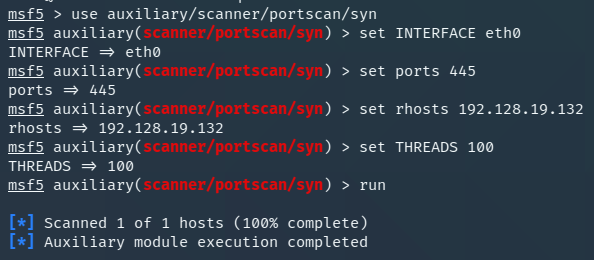 msf5 > use auxiliary/scanner/portscan/syn
msf5 auxiliary(scanner/portscan/syn) > set INTERFACE eth0
INTERFACE ⇒ eth0
msf5 auxiliary(scanner/portscan/syn) > set ports 445
ports ⇒ 445
msf5 auxiliary(scanner/portscan/syn) > set rhosts 192.128.19.132
rhosts ⇒ 192.128.19.132
msf5 auxiliary(scanner/portscan/syn) > set THREADS 100
THREADS ⇒ 100
msf5 auxiliary(scanner/portscan/syn) > run
[*] Scanned 1 of 1 hosts (100% complete)
[*] Auxiliary module execution completed